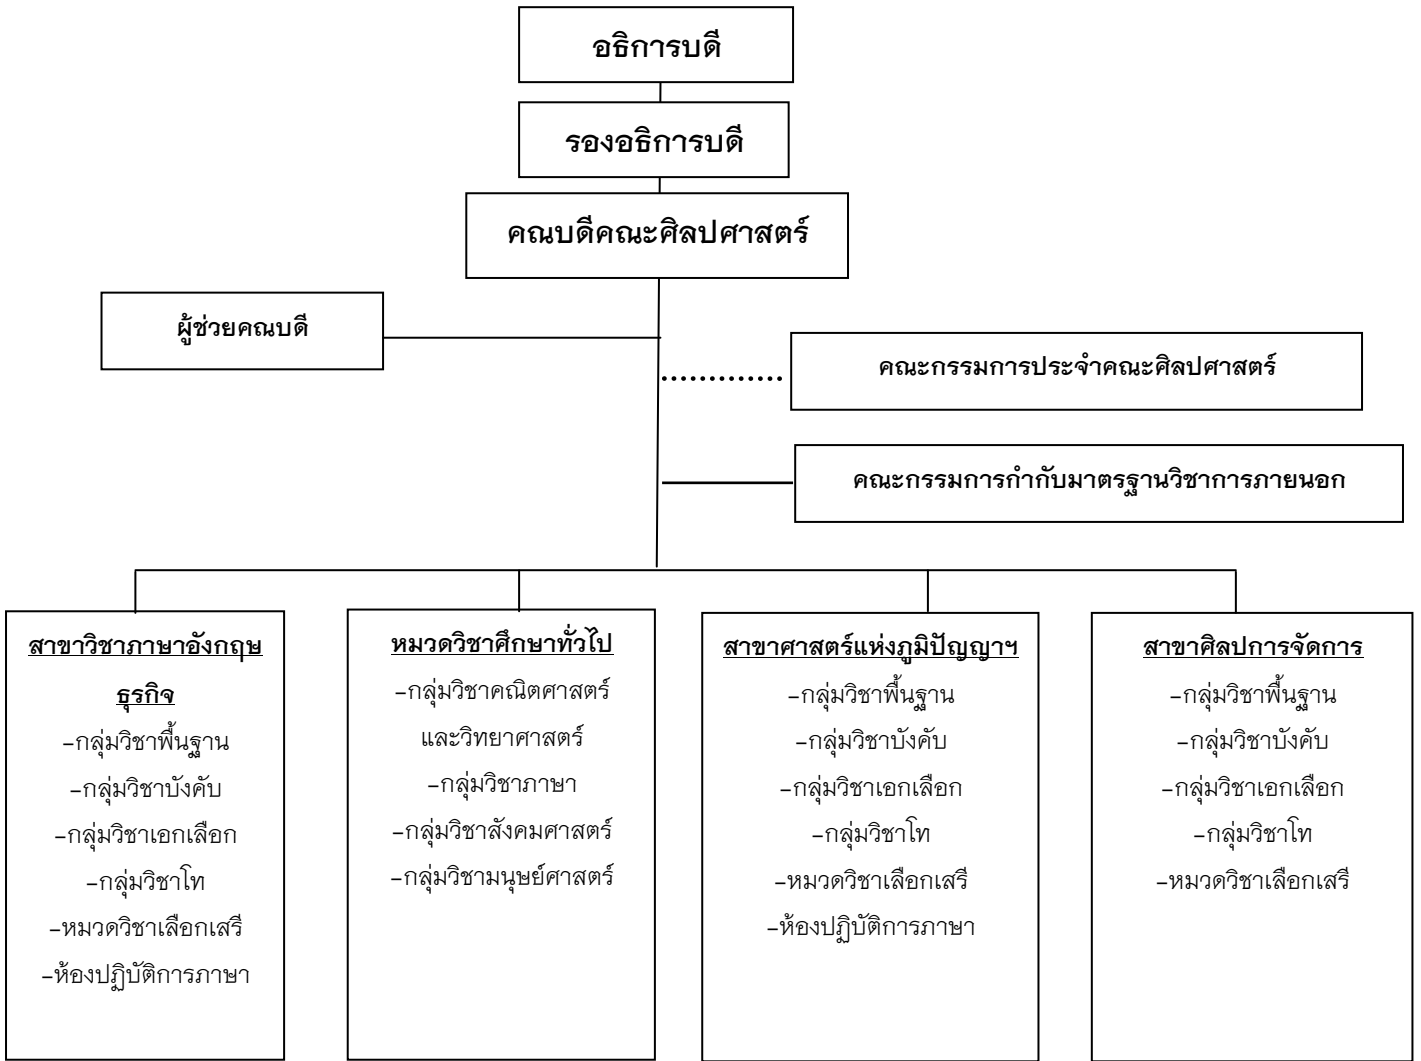 อธิการบดี
รองอธิการบดี
คณบดีคณะศิลปศาสตร์
ผู้ช่วยคณบดี
คณะกรรมการประจำคณะศิลปศาสตร์
คณะกรรมการกำกับมาตรฐานวิชาการภายนอก
สาขาวิชาภาษาอังกฤษ
ธุรกิจ
-กลุ่มวิชาพื้นฐาน
-กลุ่มวิชาบังคับ
-กลุ่มวิชาเอกเลือก
-กลุ่มวิชาโท
-หมวดวิชาเลือกเสรี
-ห้องปฏิบัติการภาษา
หมวดวิชาศึกษาทั่วไป
-กลุ่มวิชาคณิตศาสตร์
และวิทยาศาสตร์
-กลุ่มวิชาภาษา
-กลุ่มวิชาสังคมศาสตร์
-กลุ่มวิชามนุษย์ศาสตร์
สาขาศาสตร์แห่งภูมิปัญญาฯ
-กลุ่มวิชาพื้นฐาน
-กลุ่มวิชาบังคับ
-กลุ่มวิชาเอกเลือก
-กลุ่มวิชาโท
-หมวดวิชาเลือกเสรี
-ห้องปฏิบัติการภาษา
สาขาศิลปการจัดการ
-กลุ่มวิชาพื้นฐาน
-กลุ่มวิชาบังคับ
-กลุ่มวิชาเอกเลือก
-กลุ่มวิชาโท
-หมวดวิชาเลือกเสรี